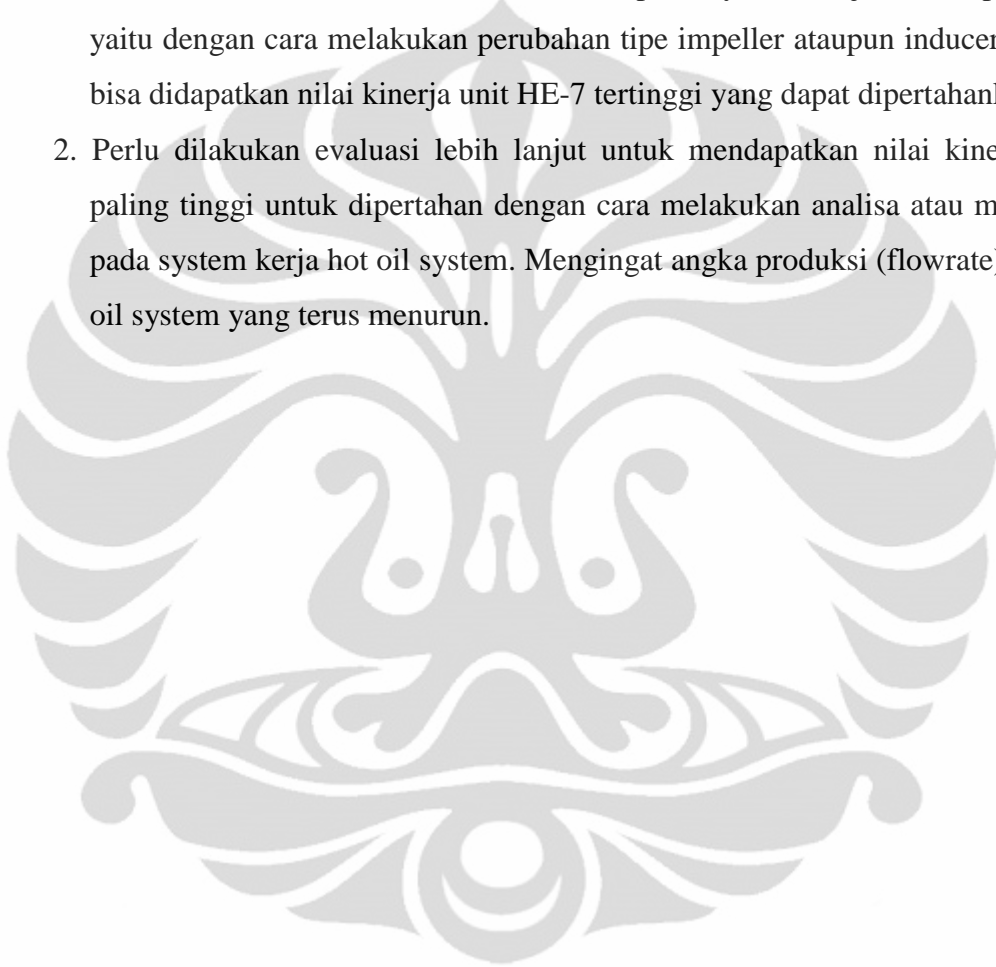 yaitu dengan cara melakukan perubahan tipe impeller ataupun inducer
bisa didapatkan nilai kinerja unit HE-7 tertinggi yang dapat
2. Perlu dilakukan evaluasi lebih lanjut untuk mendapatkan nilai
paling tinggi untuk dipertahan dengan cara melakukan analisa atau
pada system kerja hot oil system. Mengingat angka produksi (flowrate)
oil system yang terus menurun.